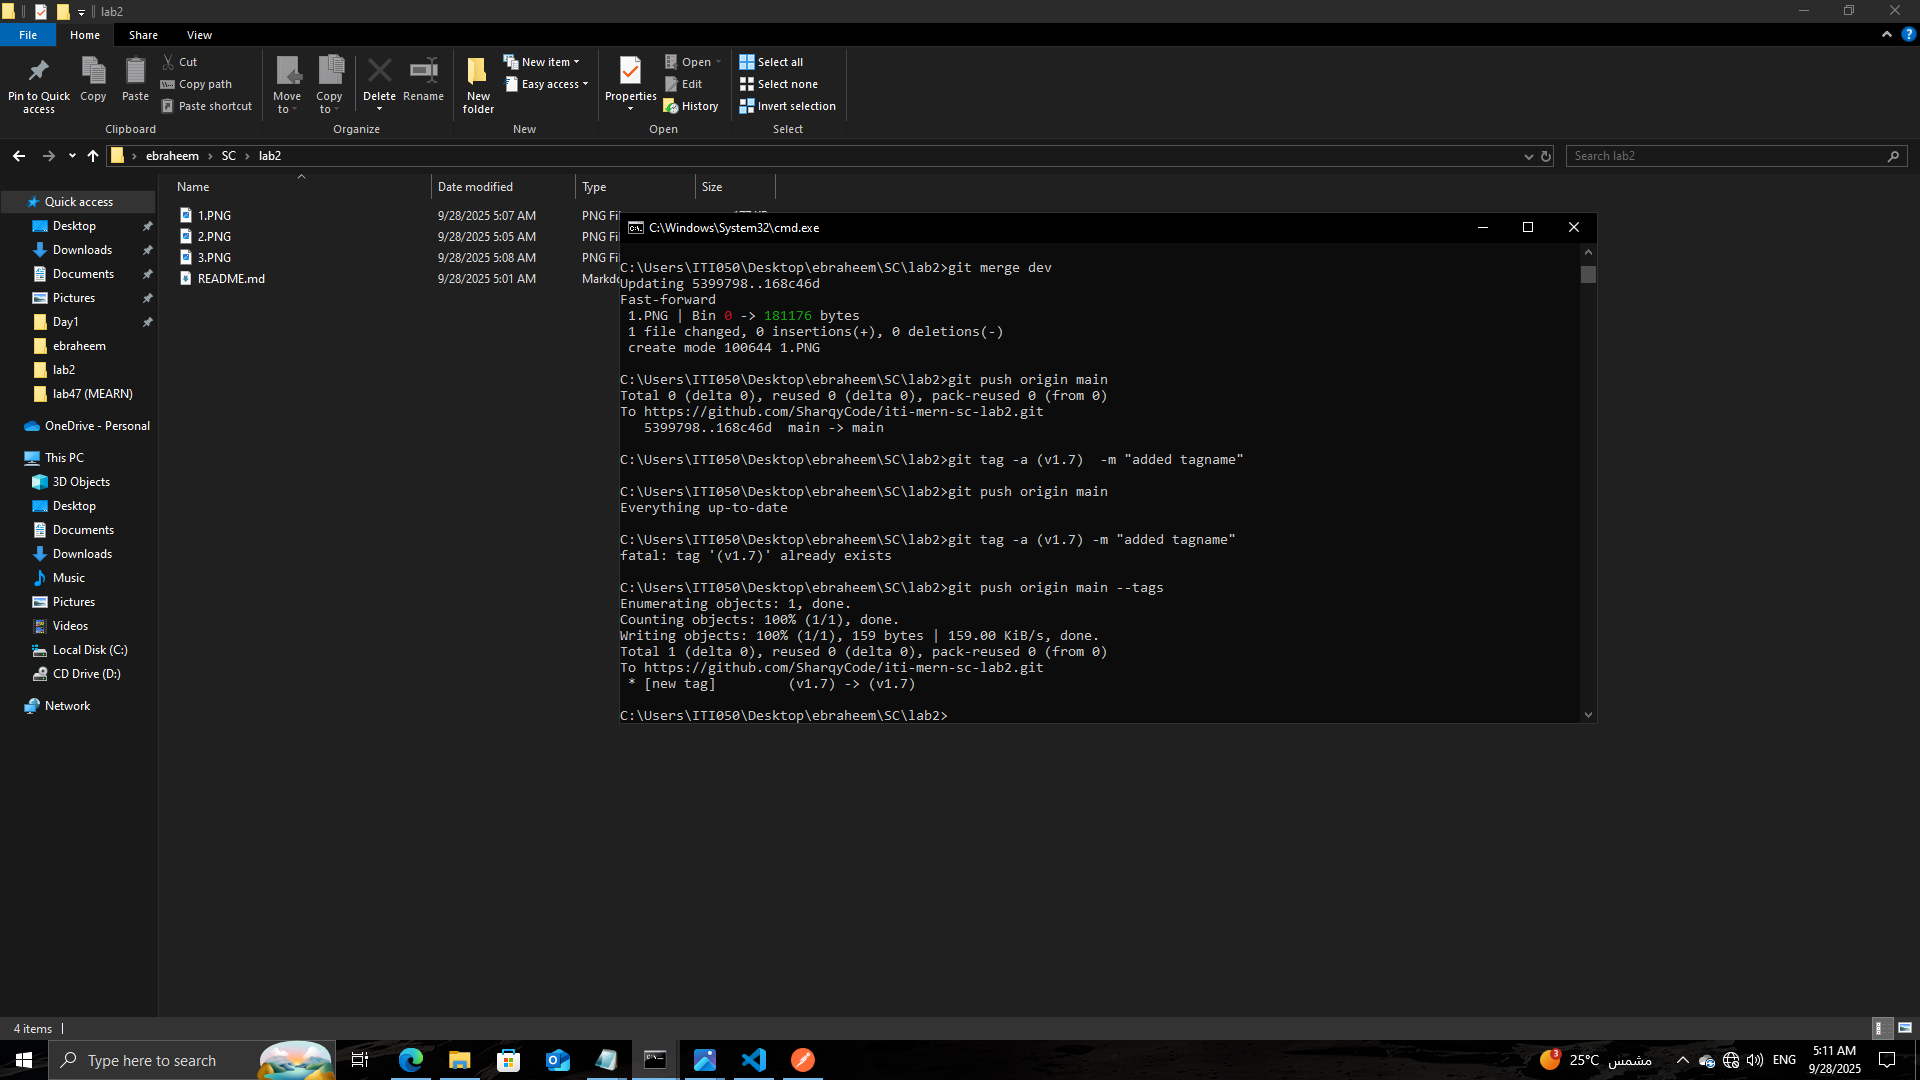 lab2
File
Home
Share
View
Pin to Quick access
Copy
Paste
Cut
Copy path
Paste shortcut
Clipboard
Move to
Copy to
Delete
Rename
Organize
New folder
New item
Easy access
New
Properties
Open
Edit
History
Open
Select all
Select none
Invert selection
Select
ebraheem > SC > lab2
Search lab2
Name
Date modified
Type
Size
1.PNG 9/28/2025 5:07 AM PNG Fi
2.PNG 9/28/2025 5:05 AM PNG Fi
3.PNG 9/28/2025 5:08 AM PNG Fi
README.md 9/28/2025 5:01 AM Markdo
Quick access
Desktop
Downloads
Documents
Pictures
Day1
ebraheem
lab2
lab47 (MEARN)
OneDrive - Personal
This PC
3D Objects
Desktop
Documents
Downloads
Music
Pictures
Videos
Local Disk (C:)
CD Drive (D:)
Network
C:\Windows\System32\cmd.exe
C:\Users\ITI050\Desktop\ebraheem\SC\lab2>git merge dev
Updating 5399798..168c46d
Fast-forward
1.PNG | Bin 0 -> 181176 bytes
1 file changed, 0 insertions(+), 0 deletions(-)
create mode 100644 1.PNG
C:\Users\ITI050\Desktop\ebraheem\SC\lab2>git push origin main
Total 0 (delta 0), reused 0 (delta 0), pack-reused 0 (from 0)
To https://github.com/SharqyCode/iti-mern-sc-lab2.git
5399798..168c46d  main -> main
C:\Users\ITI050\Desktop\ebraheem\SC\lab2>git tag -a (v1.7)  -m "added tagname"
C:\Users\ITI050\Desktop\ebraheem\SC\lab2>git push origin main
Everything up-to-date
C:\Users\ITI050\Desktop\ebraheem\SC\lab2>git tag -a (v1.7) -m "added tagname"
fatal: tag '(v1.7)' already exists
C:\Users\ITI050\Desktop\ebraheem\SC\lab2>git push origin main --tags
Enumerating objects: 1, done.
Counting objects: 100% (1/1), done.
Writing objects: 100% (1/1), 159 bytes | 159.00 KiB/s, done.
Total 1 (delta 0), reused 0 (delta 0), pack-reused 0 (from 0)
To https://github.com/SharqyCode/iti-mern-sc-lab2.git
* [new tag]         (v1.7) -> (v1.7)
C:\Users\ITI050\Desktop\ebraheem\SC\lab2>
4 items
Type here to search
3
25°C مشمس
ENG
5:11 AM
9/28/2025